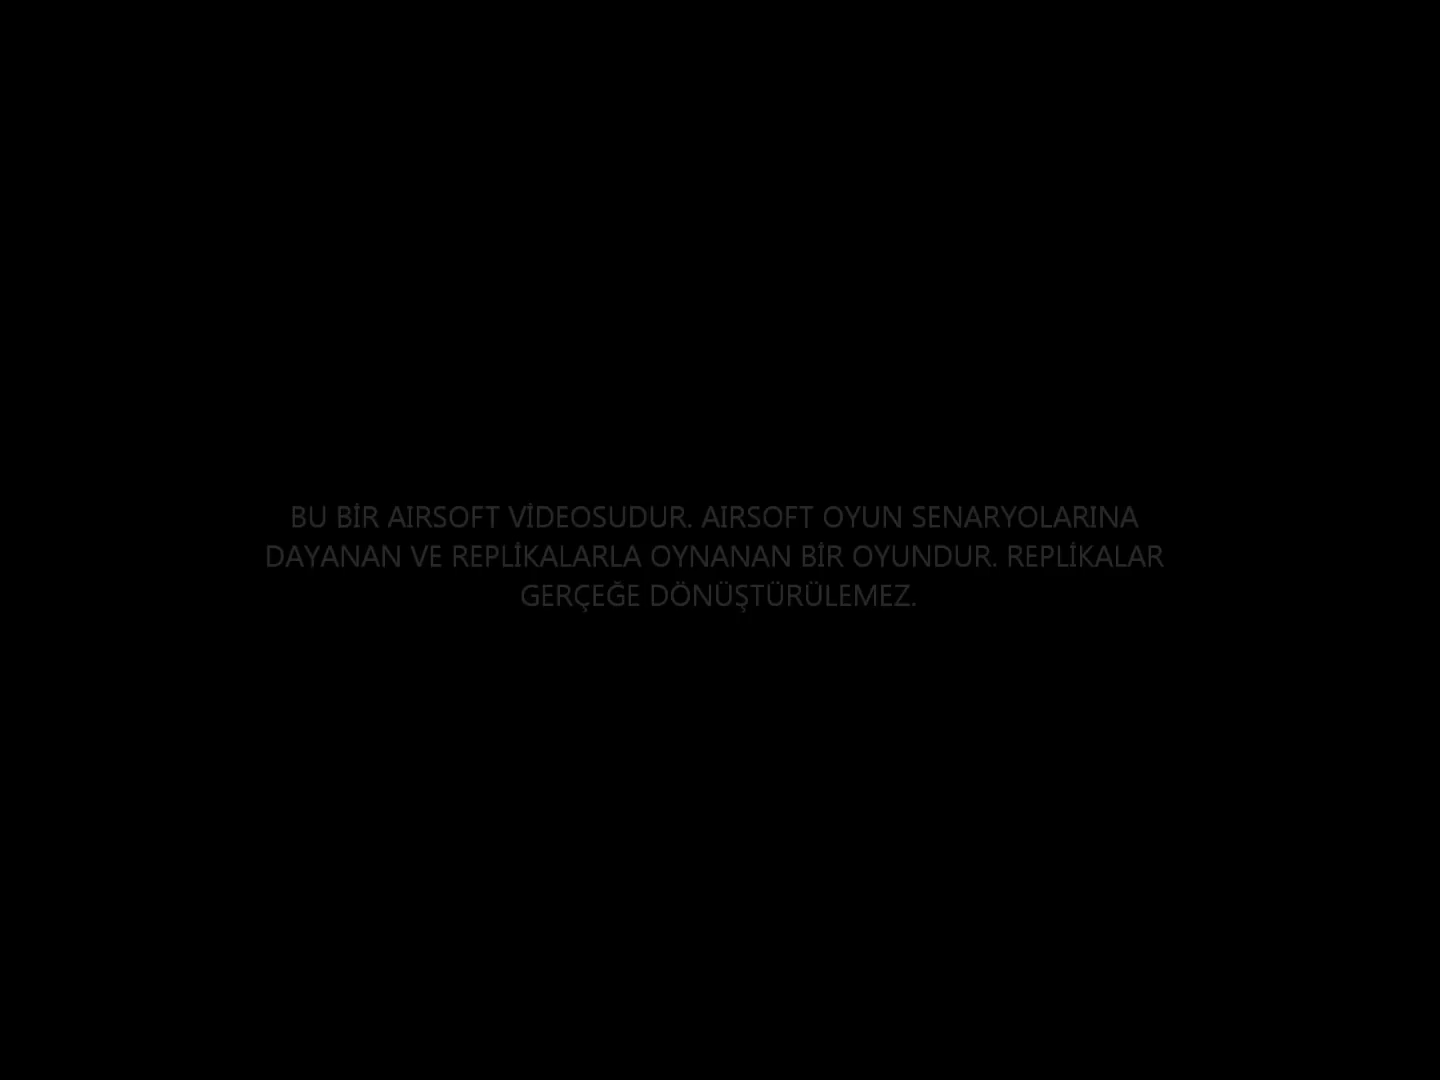 BU BİR AIRSOFT VİDEOSUDUR. AIRSOFT OYUN SENARYOLARINA
DAYANAN VE REPLİKALARLA OYNANAN BİR OYUNDUR. REPLİKALAR
GERÇEĞE DÖNÜŞTÜRÜLEMEZ.